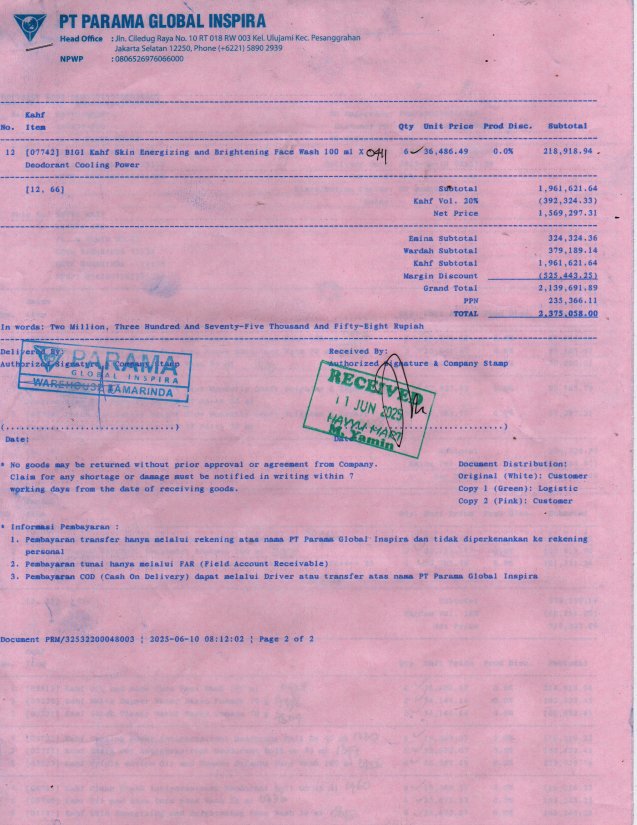 PT PARAMA GLOBAL INSPIRA
Head Office : Jln. Ciledug Raya No. 10 RT 018 RW 003 Kel. Ulujami Kec. Pesanggrahan
Jakarta Selatan 12250, Phone (+6221) 5890 2939
NPWP : 0806526976066000
Kahf
No. Item Qty Unit Price Prod Disc. Subtotal
12 [07742] B1G1 Kahf Skin Energizing and Brightening Face Wash 100 ml X 6 36,486.49 0.0% 218,918.94
Deodorant Cooling Power
[12, 66] Subtotal 1,961,621.64
Kahf Vol. 20% (392,324.33)
Net Price 1,569,297.31
Emina Subtotal 324,324.36
Wardah Subtotal 379,189.14
Kahf Subtotal 1,961,621.64
Margin Discount (525,443.25)
Grand Total 2,139,691.89
PPN 235,366.11
TOTAL 2,375,058.00
In words: Two Million, Three Hundred And Seventy-Five Thousand And Fifty-Eight Rupiah
Delivered By: Received By:
Authorized Signature & Company Stamp Authorized Signature & Company Stamp
PARAMA
GLOBAL INSPIRA
WAREHOUSE SAMARINDA
RECEIVED
11 JUN 2025
HAYYU MART
M. Yamin
(............................) ............................)
Date: Date:
* No goods may be returned without prior approval or agreement from Company.
Claim for any shortage or damage must be notified in writing within 7
working days from the date of receiving goods.
Document Distribution:
Original (White): Customer
Copy 1 (Green): Logistic
Copy 2 (Pink): Customer
* Informasi Pembayaran :
1. Pembayaran transfer hanya melalui rekening atas nama PT Parama Global Inspira dan tidak diperkenankan ke rekening
personal
2. Pembayaran tunai hanya melalui FAR (Field Account Receivable)
3. Pembayaran COD (Cash On Delivery) dapat melalui Driver atau transfer atas nama PT Parama Global Inspira
Document PRM/32532200048003 ¦ 2025-06-10 08:12:02 ¦ Page 2 of 2